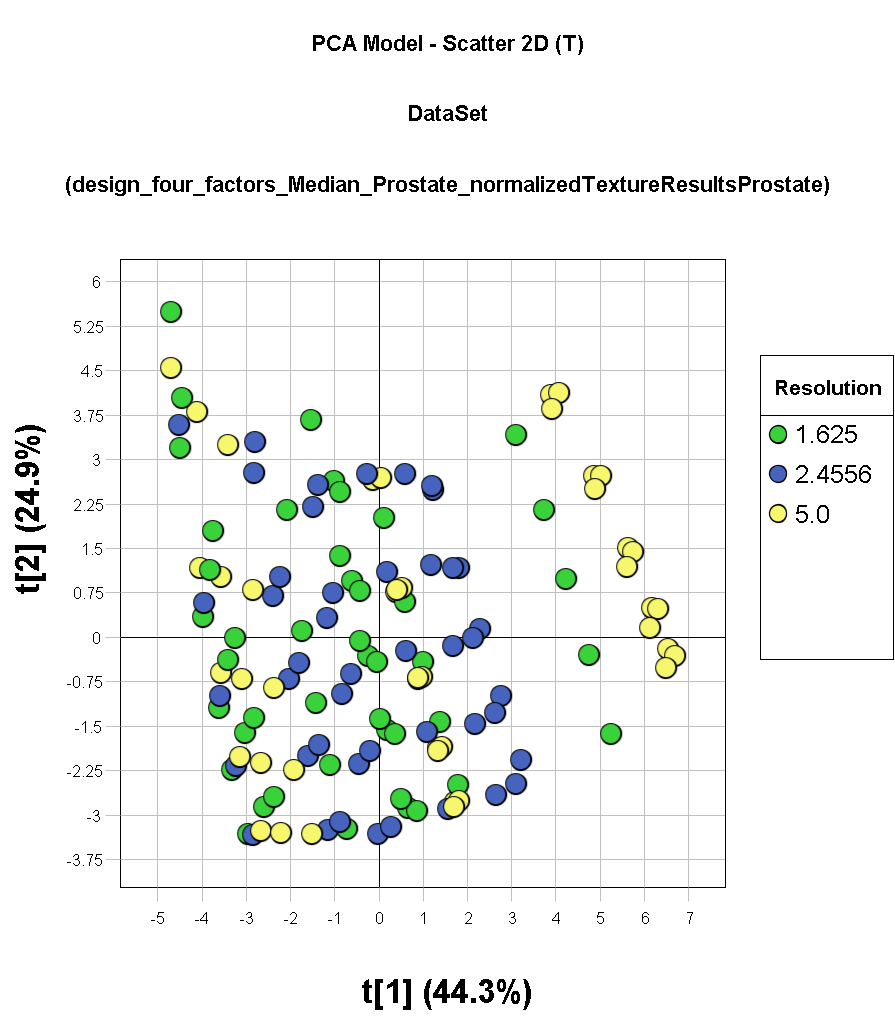 PCA Model - Scatter 2D (T)
DataSet
(design_four_factors_Median_Prostate_normalizedTextureResultsProstate)
t[2] (24.9%)
6
5.25
4.5
3.75
3
2.25
1.5
0.75
0
-0.75
-1.5
-2.25
-3
-3.75
-5 -4 -3 -2 -1 0 1 2 3 4 5 6 7
t[1] (44.3%)
Resolution
1.625
2.4556
5.0